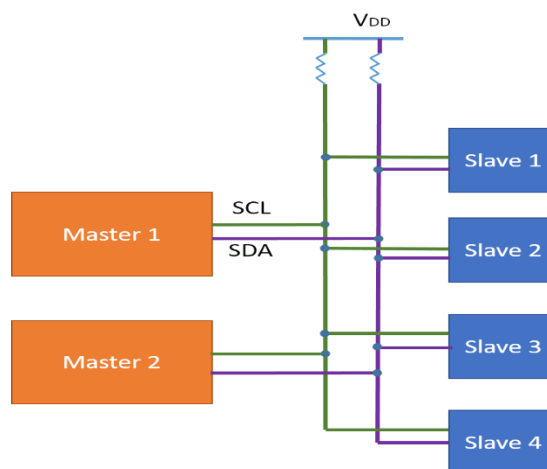 VDD
Slave 1
SCL
Master 1
SDA
Slave 2
Slave 3
Master 2
Slave 4